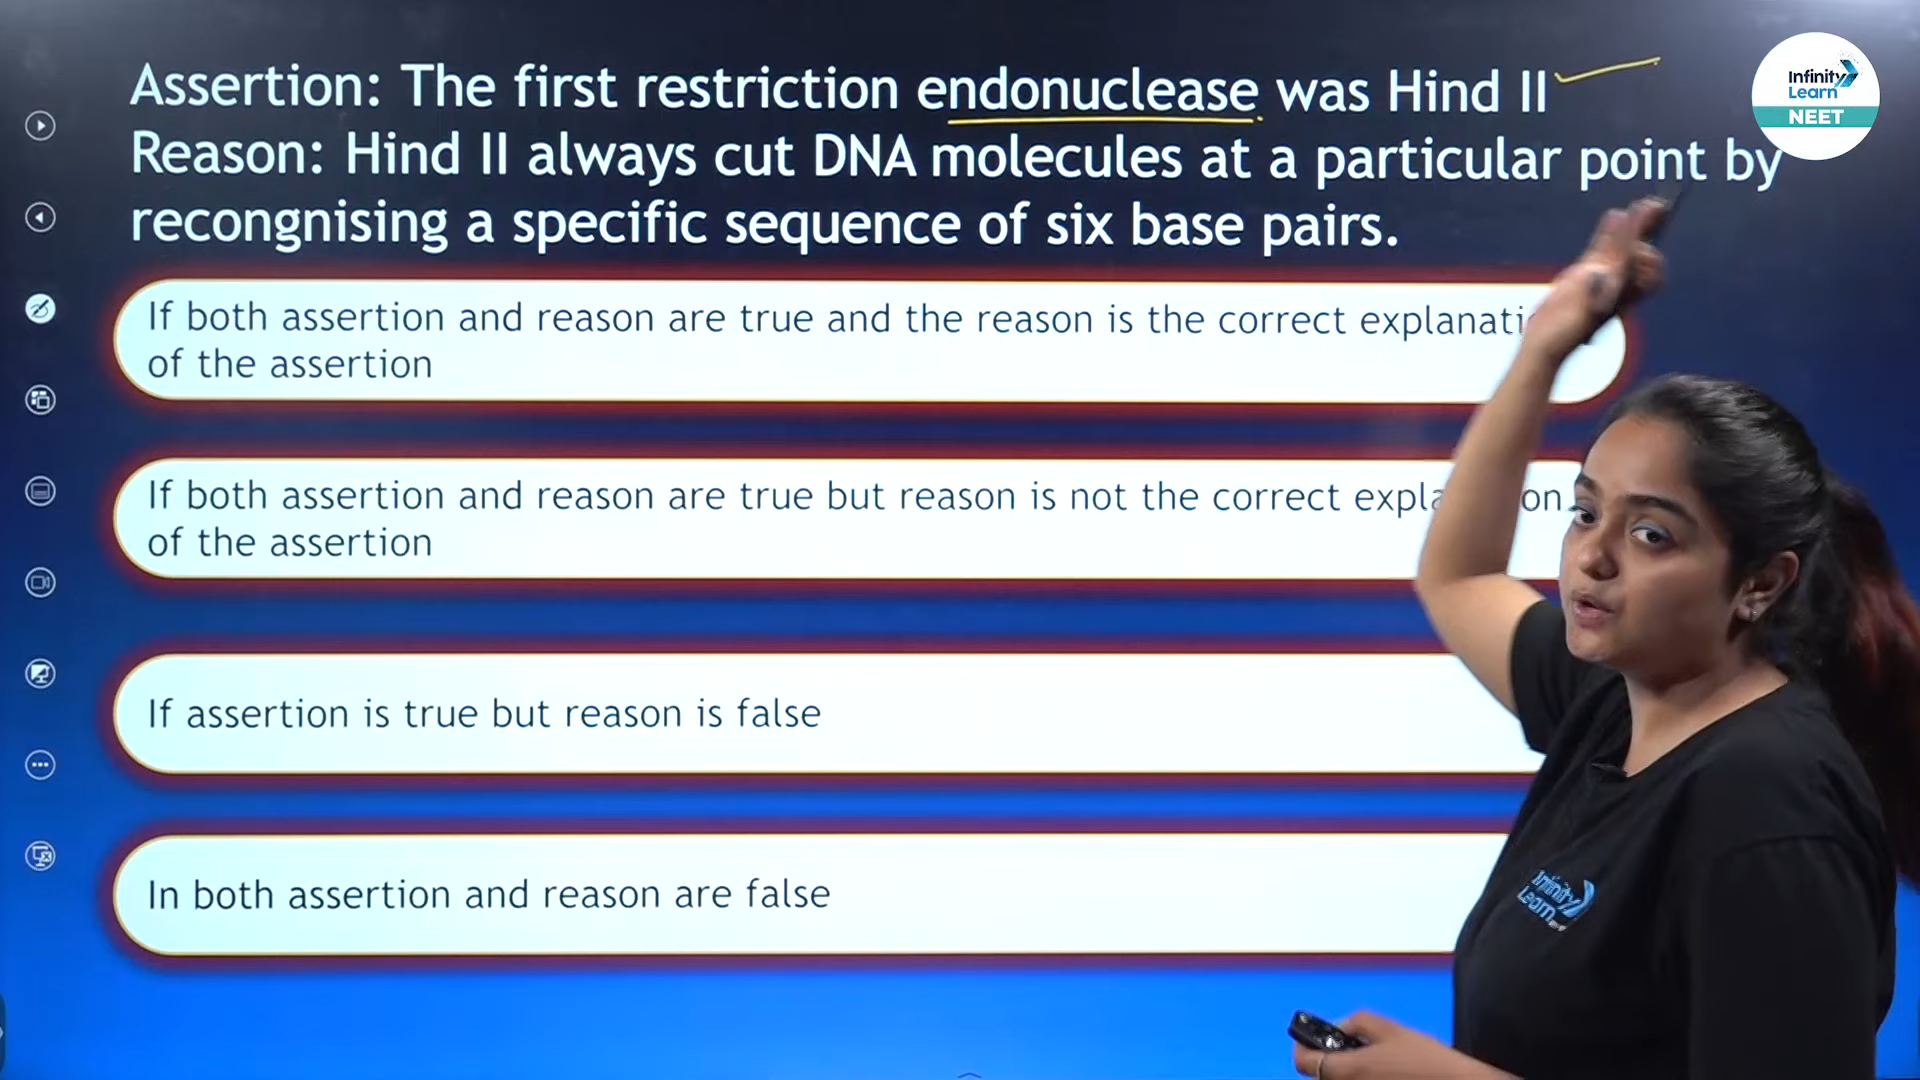 Assertion: The first restriction endonuclease was Hind II
Reason: Hind II always cut DNA molecules at a particular point by
recongnising a specific sequence of six base pairs.
If both assertion and reason are true and the reason is the correct
of the assertion
If both assertion and reason are true but reason is not the correct
of the assertion
If assertion is true but reason is false
In both assertion and reason are false
Infinity
Learn
NEET
Infinity
Learn